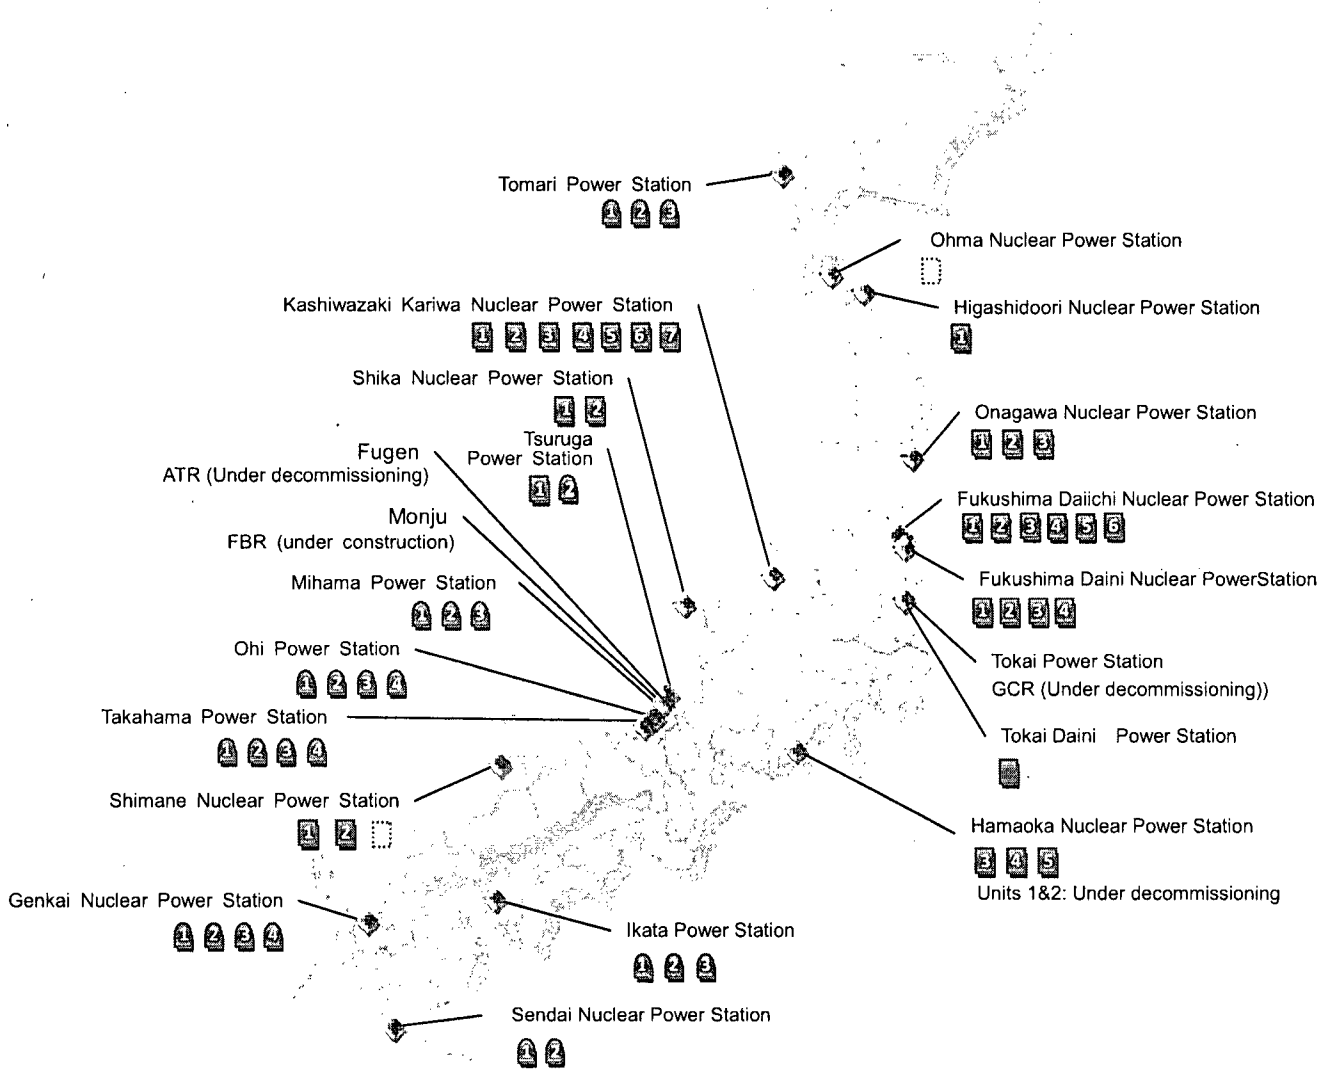 Tomari Power Station
1 2 3
Ohma Nuclear Power Station
Higashidoori Nuclear Power Station
1
Kashiwazaki Kariwa Nuclear Power Station
1 2 3 4 5 6 7
Shika Nuclear Power Station
1 2
Tsuruga
Power Station
1 2
Fugen
ATR (Under decommissioning)
Monju
FBR (under construction)
Mihama Power Station
1 2 3
Ohi Power Station
1 2 3 4
Takahama Power Station
1 2 3 4
Shimane Nuclear Power Station
1 2
Genkai Nuclear Power Station
1 2 3 4
Onagawa Nuclear Power Station
1 2 3
Fukushima Daiichi Nuclear Power Station
1 2 3 4 5 6
Fukushima Daini Nuclear PowerStation
1 2 3 4
Tokai Power Station
GCR (Under decommissioning))
Tokai Daini Power Station
Hamaoka Nuclear Power Station
3 4 5
Units 1&2: Under decommissioning
Ikata Power Station
1 2 3
Sendai Nuclear Power Station
1 2